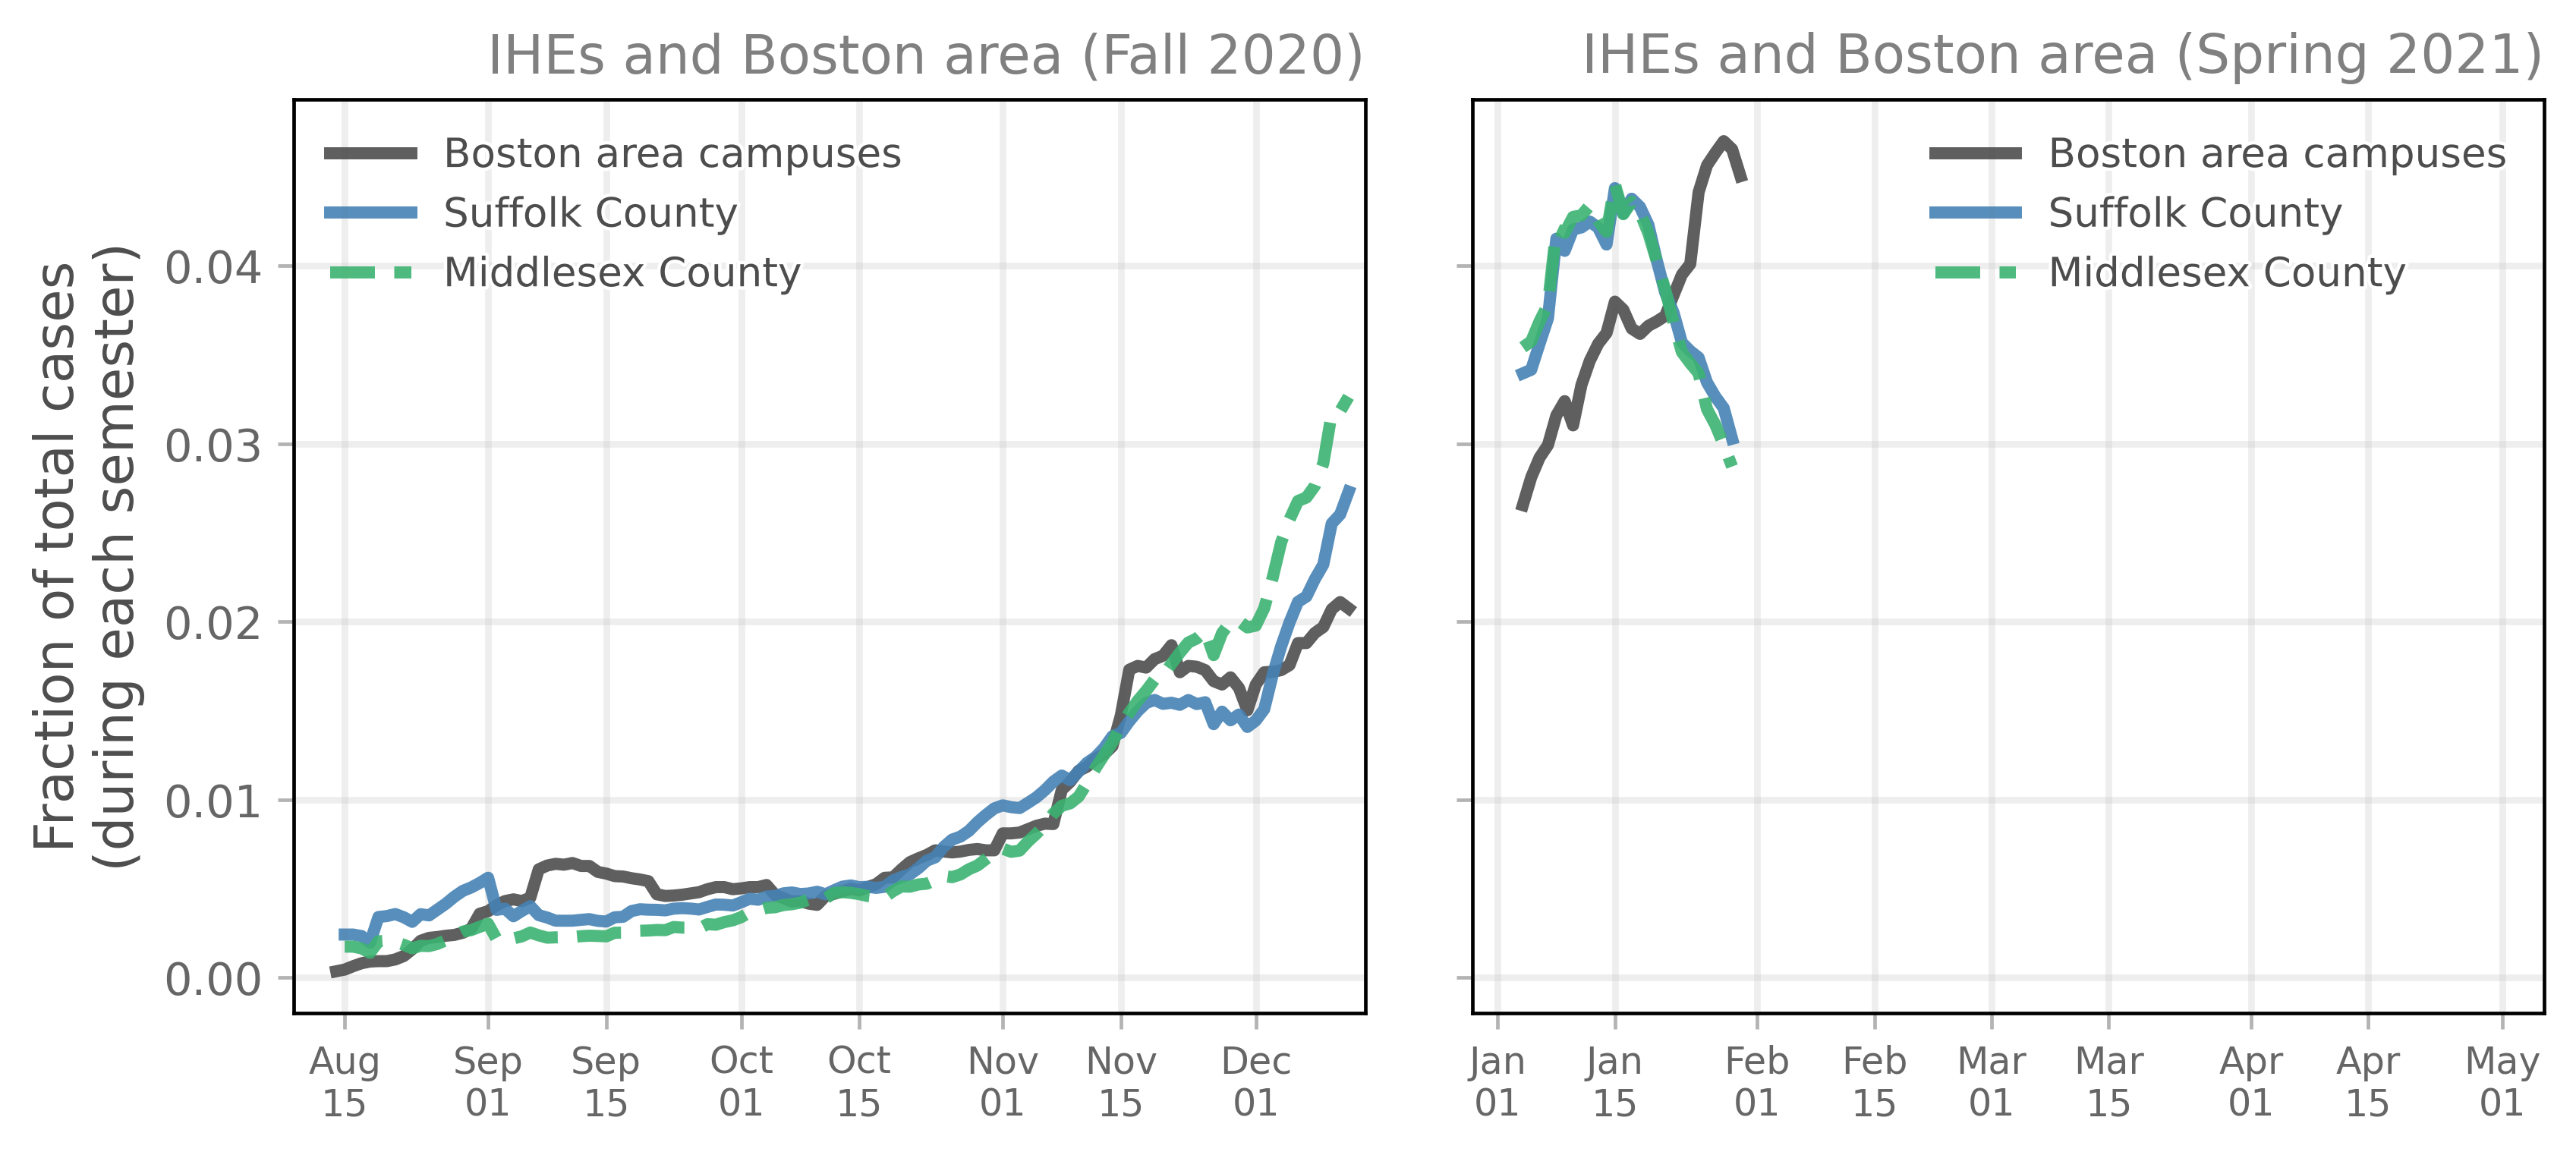 IHEs and Boston area (Fall 2020)
Boston area campuses
Suffolk County
Middlesex County
Fraction of total cases
(during each semester)
0.04
0.03
0.02
0.01
0.00
Aug Sep Sep Oct Oct Nov Nov Dec
15 01 15 01 15 01 15 01
IHEs and Boston area (Spring 2021)
Boston area campuses
Suffolk County
Middlesex County
Jan Jan Feb Feb Mar Mar Apr Apr May
01 15 01 15 01 15 01 15 01